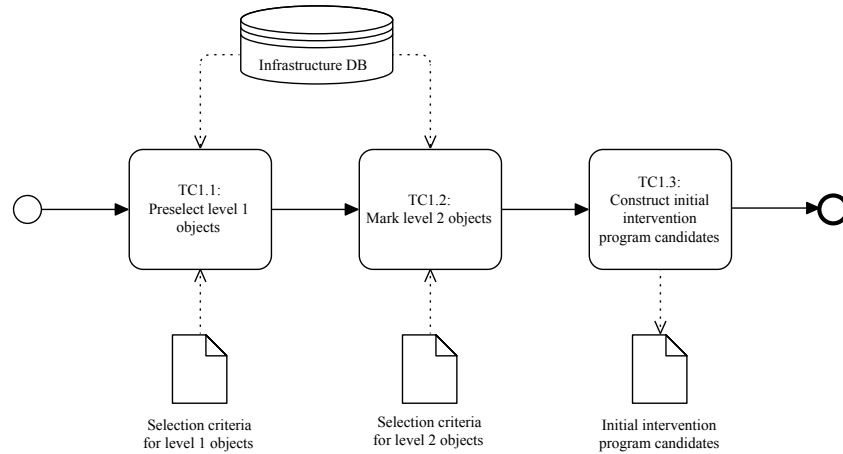 Infrastructure DB
TC1.1:
Preselect level 1
objects
TC1.2:
Mark level 2 objects
TC1.3:
Construct initial
intervention
program candidates
Selection criteria
for level 1 objects
Selection criteria
for level 2 objects
Initial intervention
program candidates